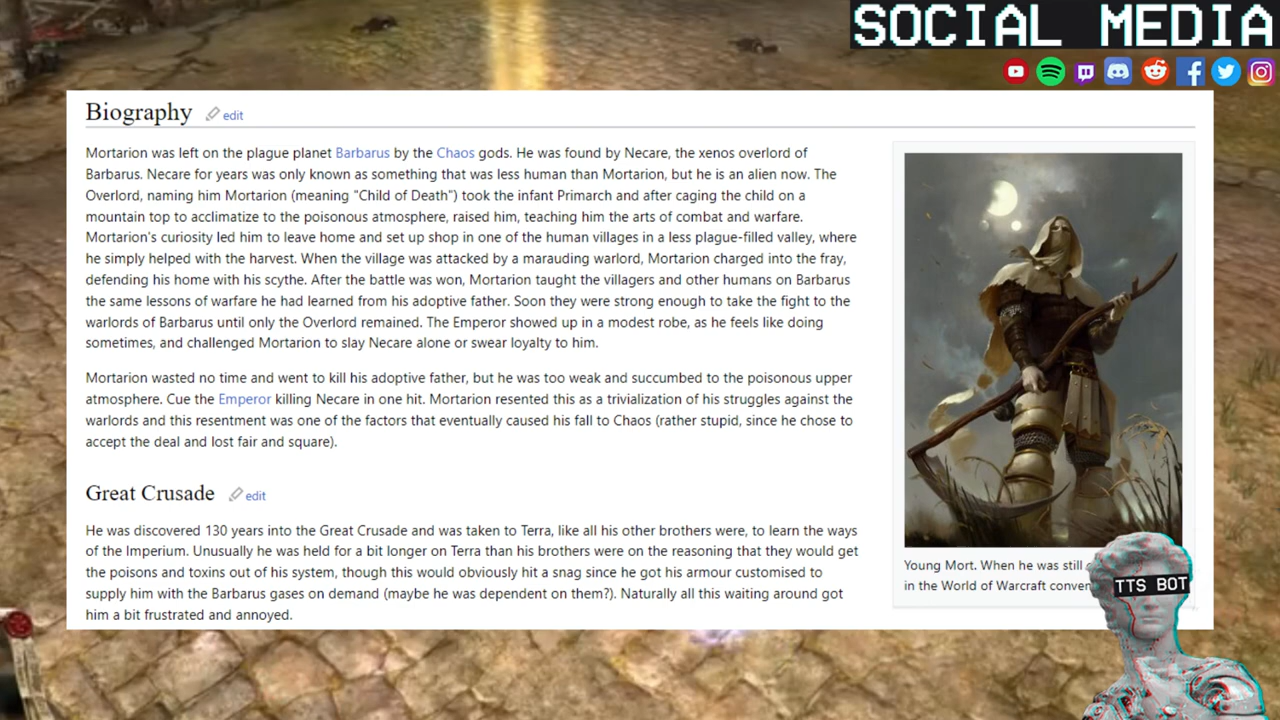 SOCIAL MEDIA
Biography edit
Mortarion was left on the plague planet Barbarus by the Chaos gods. He was found by Necare, the xenos overlord of
Barbarus. Necare for years was only known as something that was less human than Mortarion, but he is an alien now. The
Overlord, naming him Mortarion (meaning "Child of Death") took the infant Primarch and after caging the child on a
mountain top to acclimatize to the poisonous atmosphere, raised him, teaching him the arts of combat and warfare.
Mortarion's curiosity led him to leave home and set up shop in one of the human villages in a less plague-filled valley, where
he simply helped with the harvest. When the village was attacked by a marauding warlord, Mortarion charged into the fray,
defending his home with his scythe. After the battle was won, Mortarion taught the villagers and other humans on Barbarus
the same lessons of warfare he had learned from his adoptive father. Soon they were strong enough to take the fight to the
warlords of Barbarus until only the Overlord remained. The Emperor showed up in a modest robe, as he feels like doing
sometimes, and challenged Mortarion to slay Necare alone or swear loyalty to him.
Mortarion wasted no time and went to kill his adoptive father, but he was too weak and succumbed to the poisonous upper
atmosphere. Cue the Emperor killing Necare in one hit. Mortarion resented this as a trivialization of his struggles against the
warlords and this resentment was one of the factors that eventually caused his fall to Chaos (rather stupid, since he chose to
accept the deal and lost fair and square).
Great Crusade edit
He was discovered 130 years into the Great Crusade and was taken to Terra, like all his other brothers were, to learn the ways
of the Imperium. Unusually he was held for a bit longer on Terra than his brothers were on the reasoning that they would get
the poisons and toxins out of his system, though this would obviously hit a snag since he got his armour customised to
supply him with the Barbarus gases on demand (maybe he was dependent on them?). Naturally all this waiting around got
him a bit frustrated and annoyed.
Young Mort. When he was still
in the World of Warcraft conven
TTS BOT